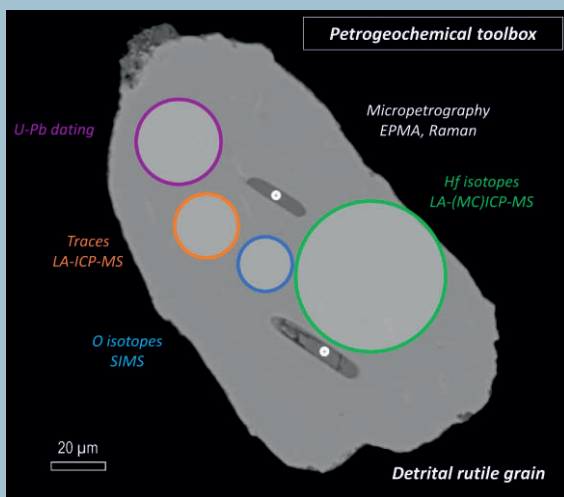 Petrogeochemical toolbox
U-Pb dating
Micropetrography
EPMA, Raman
Hf isotopes
LA-(MC)ICP-MS
Traces
LA-ICP-MS
O isotopes
SIMS
20 µm
Detrital rutile grain